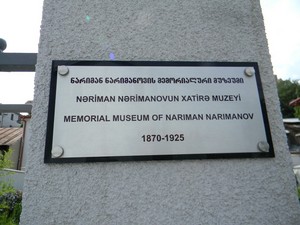 ნარიმან ნარიმანოვის მემორიალური მუზეუმი
NƏRİMAN NƏRİMANOVUN XATİRƏ MUZEYİ
MEMORIAL MUSEUM OF NARIMAN NARIMANOV
1870-1925